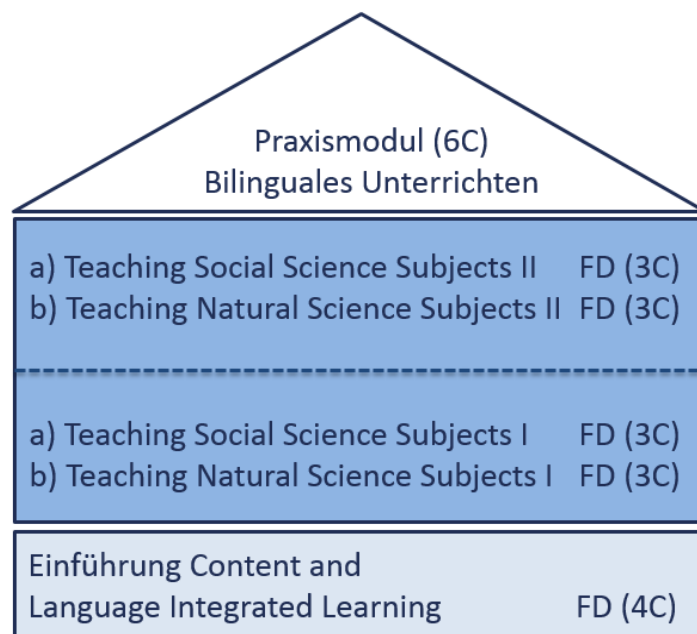 Praxismodul (6C)
Bilinguales Unterrichten
a) Teaching Social Science Subjects II FD (3C)
b) Teaching Natural Science Subjects II FD (3C)
a) Teaching Social Science Subjects I FD (3C)
b) Teaching Natural Science Subjects I FD (3C)
Einführung Content and
Language Integrated Learning FD (4C)